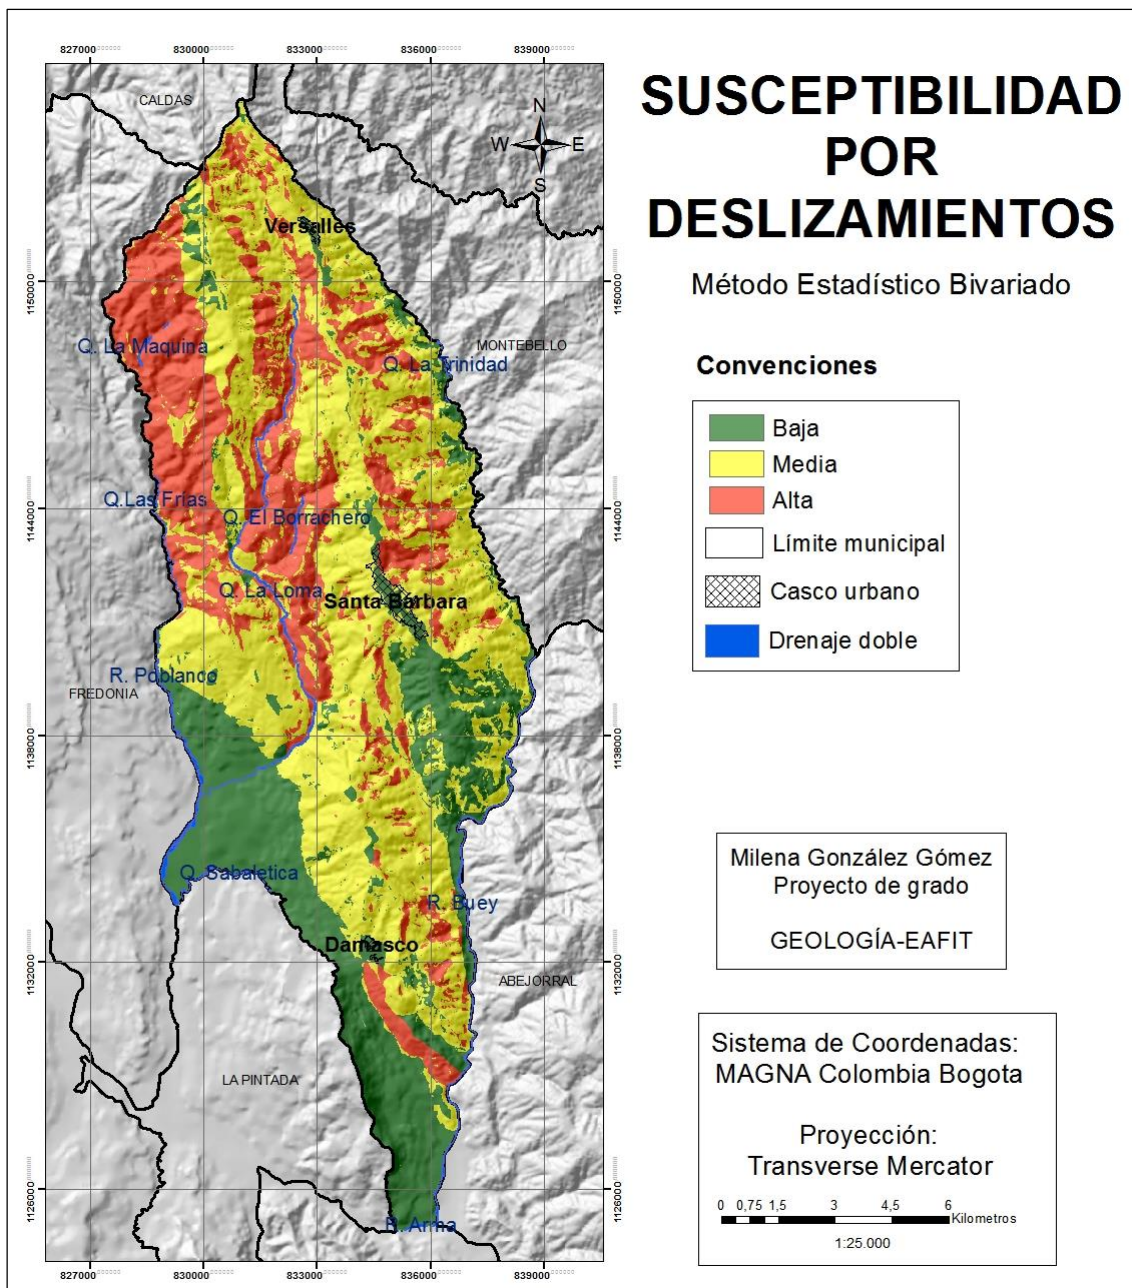 827000 830000 833000 836000 839000
SUSCEPTIBILIDAD
POR
DESLIZAMIENTOS
Método Estadístico Bivariado
N
W E
S
CALDAS
Versalles
1150000 1150000
Q. La Maquina
MONTEBELLO
Q. La Trinidad
Q.Las Frías
1144000 1144000
Q. El Borrachero
Q. La Loma
Santa Bárbara
R. Poblanco
FREDONIA
1138000 1138000
Q. Sabaletica
R. Buey
Damasco
1132000 1132000
ABEJORRAL
LA PINTADA
1126000 1126000
R. Arma
827000 830000 833000 836000 839000
Convenciones
Baja
Media
Alta
Límite municipal
Casco urbano
Drenaje doble
Milena González Gómez
Proyecto de grado
GEOLOGÍA-EAFIT
Sistema de Coordenadas:
MAGNA Colombia Bogota
Proyección:
Transverse Mercator
0 0,75 1,5 3 4,5 6
Kilometros
1:25.000